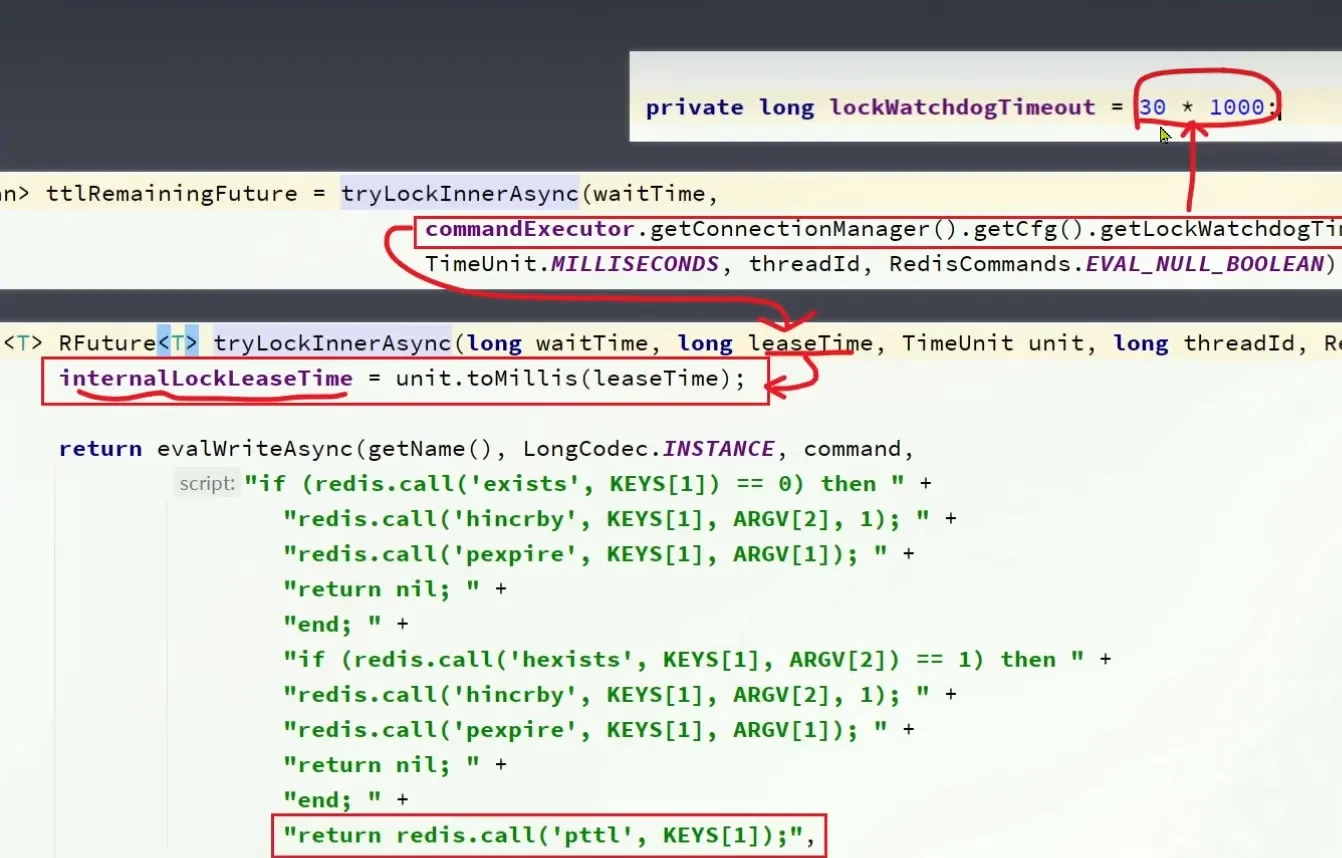 private long lockWatchdogTimeout = 30 * 1000;
n> ttlRemainingFuture = tryLockInnerAsync(waitTime,
commandExecutor.getConnectionManager().getCfg().getLockWatchdogTi
TimeUnit.MILLISECONDS, threadId, RedisCommands.EVAL_NULL_BOOLEAN)
<T> RFuture<T> tryLockInnerAsync(long waitTime, long leaseTime, TimeUnit unit, long threadId, Re
internalLockLeaseTime = unit.toMillis(leaseTime);
return evalWriteAsync(getName(), LongCodec.INSTANCE, command,
script: "if (redis.call('exists', KEYS[1]) == 0) then " +
"redis.call('hincrby', KEYS[1], ARGV[2], 1); " +
"redis.call('pexpire', KEYS[1], ARGV[1]); " +
"return nil; " +
"end; " +
"if (redis.call('hexists', KEYS[1], ARGV[2]) == 1) then " +
"redis.call('hincrby', KEYS[1], ARGV[2], 1); " +
"redis.call('pexpire', KEYS[1], ARGV[1]); " +
"return nil; " +
"end; " +
"return redis.call('pttl', KEYS[1]);",